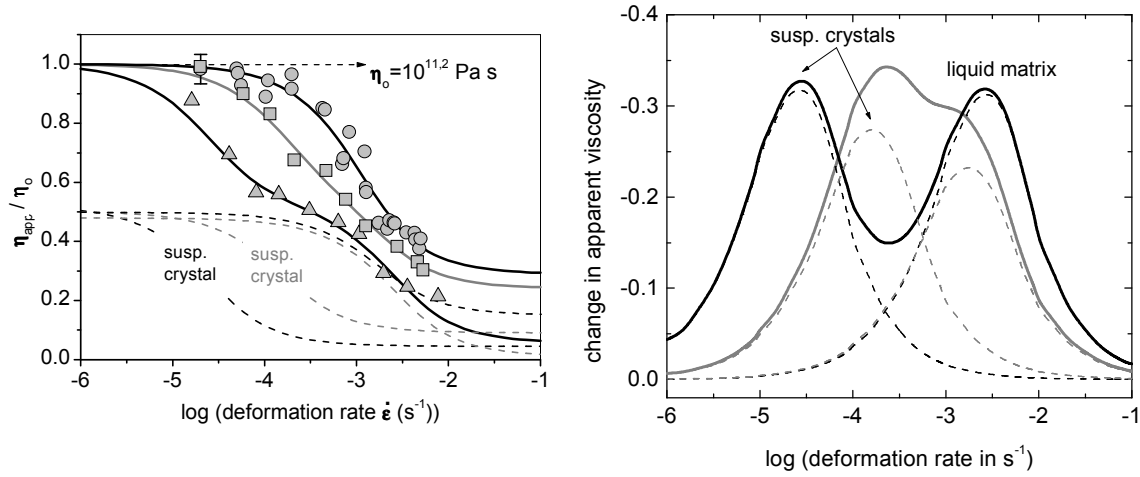 1.0
0.8
0.6
0.4
0.2
0.0
η_app. / η_o
η_o=10^11,2 Pa s
susp.
crystal
susp.
crystal
-6 -5 -4 -3 -2 -1
log (deformation rate ε̇ (s^-1))
-0.4
-0.3
-0.2
-0.1
0.0
change in apparent viscosity
susp. crystals
liquid matrix
-6 -5 -4 -3 -2 -1
log (deformation rate in s^-1)